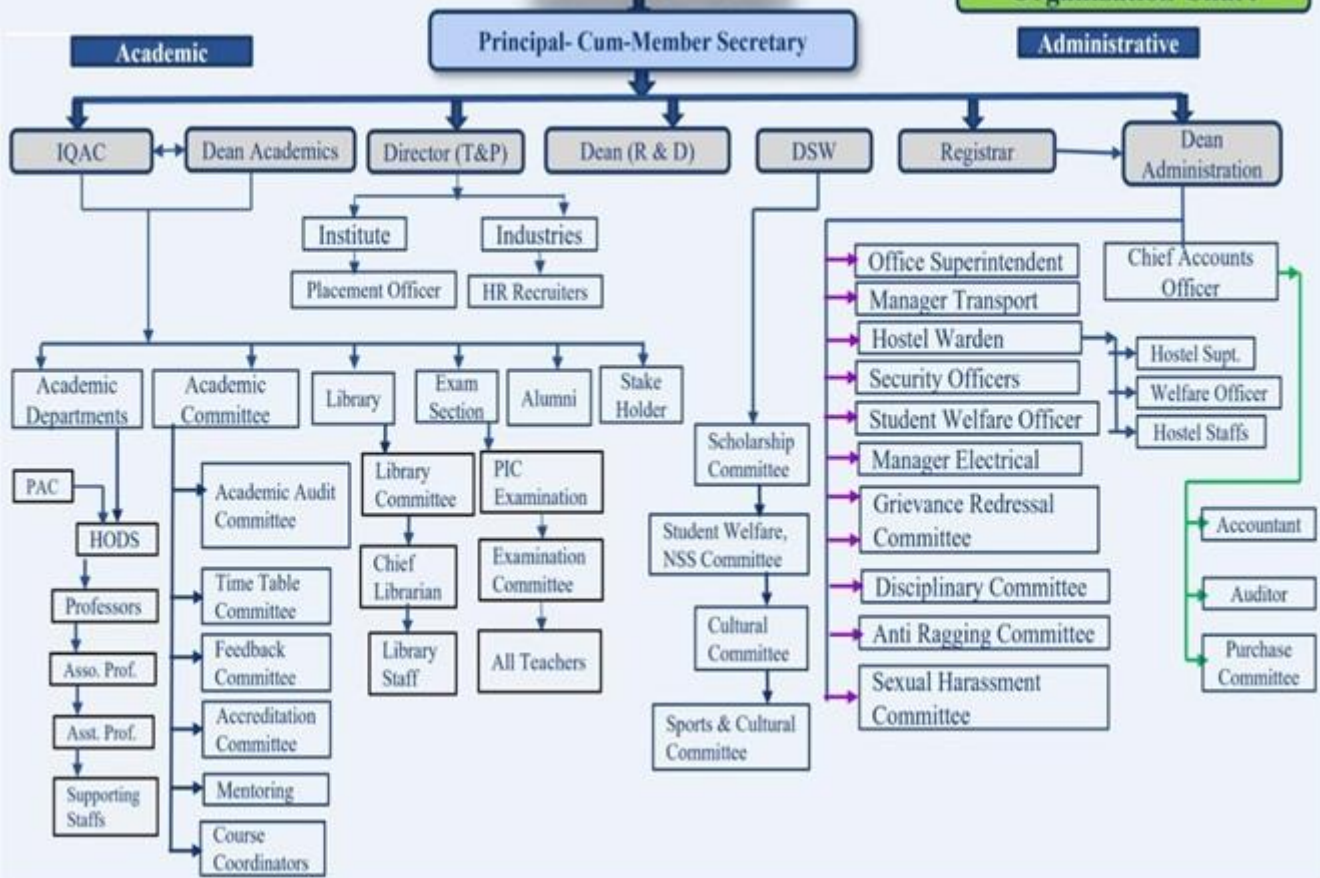 Principal- Cum-Member Secretary
Academic
Administrative
IQAC
Dean Academics
Director (T&P)
Dean (R & D)
DSW
Registrar
Dean
Administration
Institute
Industries
Placement Officer
HR Recruiters
Office Superintendent
Manager Transport
Hostel Warden
Security Officers
Student Welfare Officer
Manager Electrical
Grievance Redressal
Committee
Disciplinary Committee
Anti Ragging Committee
Sexual Harassment
Committee
Chief Accounts
Officer
Hostel Supt.
Welfare Officer
Hostel Staffs
Accountant
Auditor
Purchase
Committee
Academic
Departments
Academic
Committee
Library
Exam
Section
Alumni
Stake
Holder
PAC
HODS
Professors
Asso. Prof.
Asst. Prof.
Supporting
Staffs
Academic Audit
Committee
Time Table
Committee
Feedback
Committee
Accreditation
Committee
Mentoring
Course
Coordinators
Library
Committee
Chief
Librarian
Library
Staff
PIC
Examination
Examination
Committee
All Teachers
Scholarship
Committee
Student Welfare,
NSS Committee
Cultural
Committee
Sports & Cultural
Committee